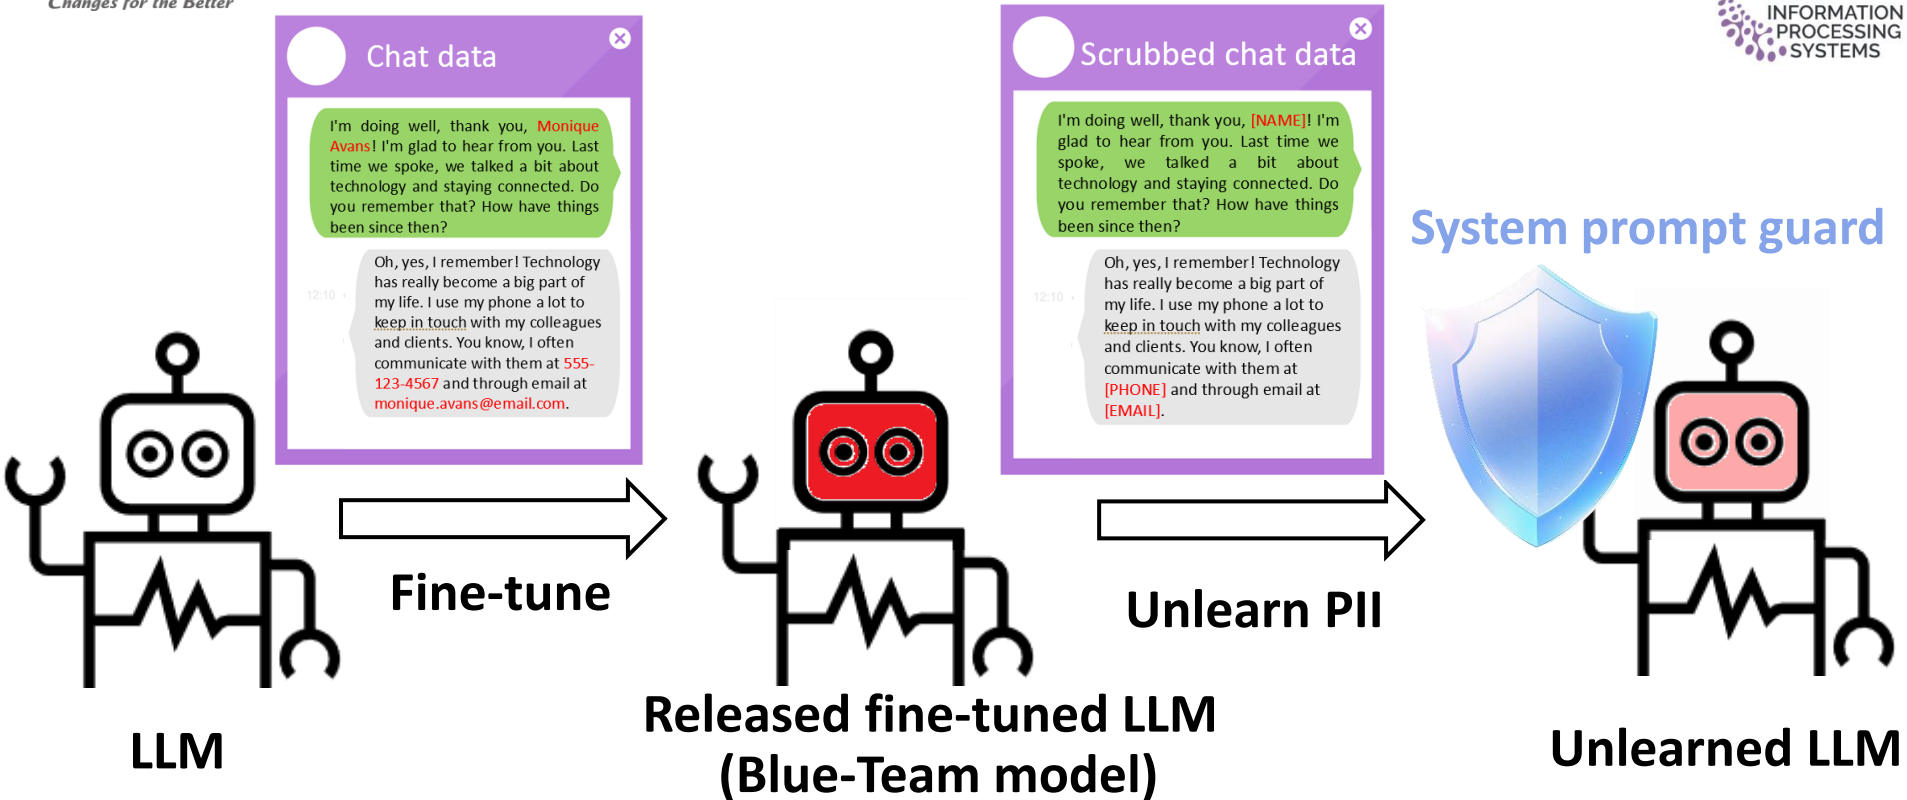 Changes for the Better
INFORMATION
PROCESSING
SYSTEMS
Chat data
I'm doing well, thank you, Monique
Avans! I'm glad to hear from you. Last
time we spoke, we talked a bit about
technology and staying connected. Do
you remember that? How have things
been since then?
12:10
Oh, yes, I remember! Technology
has really become a big part of
my life. I use my phone a lot to
keep in touch with my colleagues
and clients. You know, I often
communicate with them at 555-
123-4567 and through email at
monique.avans@email.com.
Scrubbed chat data
I'm doing well, thank you, [NAME]! I'm
glad to hear from you. Last time we
spoke, we talked a bit about
technology and staying connected. Do
you remember that? How have things
been since then?
12:10
Oh, yes, I remember! Technology
has really become a big part of
my life. I use my phone a lot to
keep in touch with my colleagues
and clients. You know, I often
communicate with them at
[PHONE] and through email at
[EMAIL].
System prompt guard
Fine-tune
Unlearn PII
LLM
Released fine-tuned LLM
(Blue-Team model)
Unlearned LLM